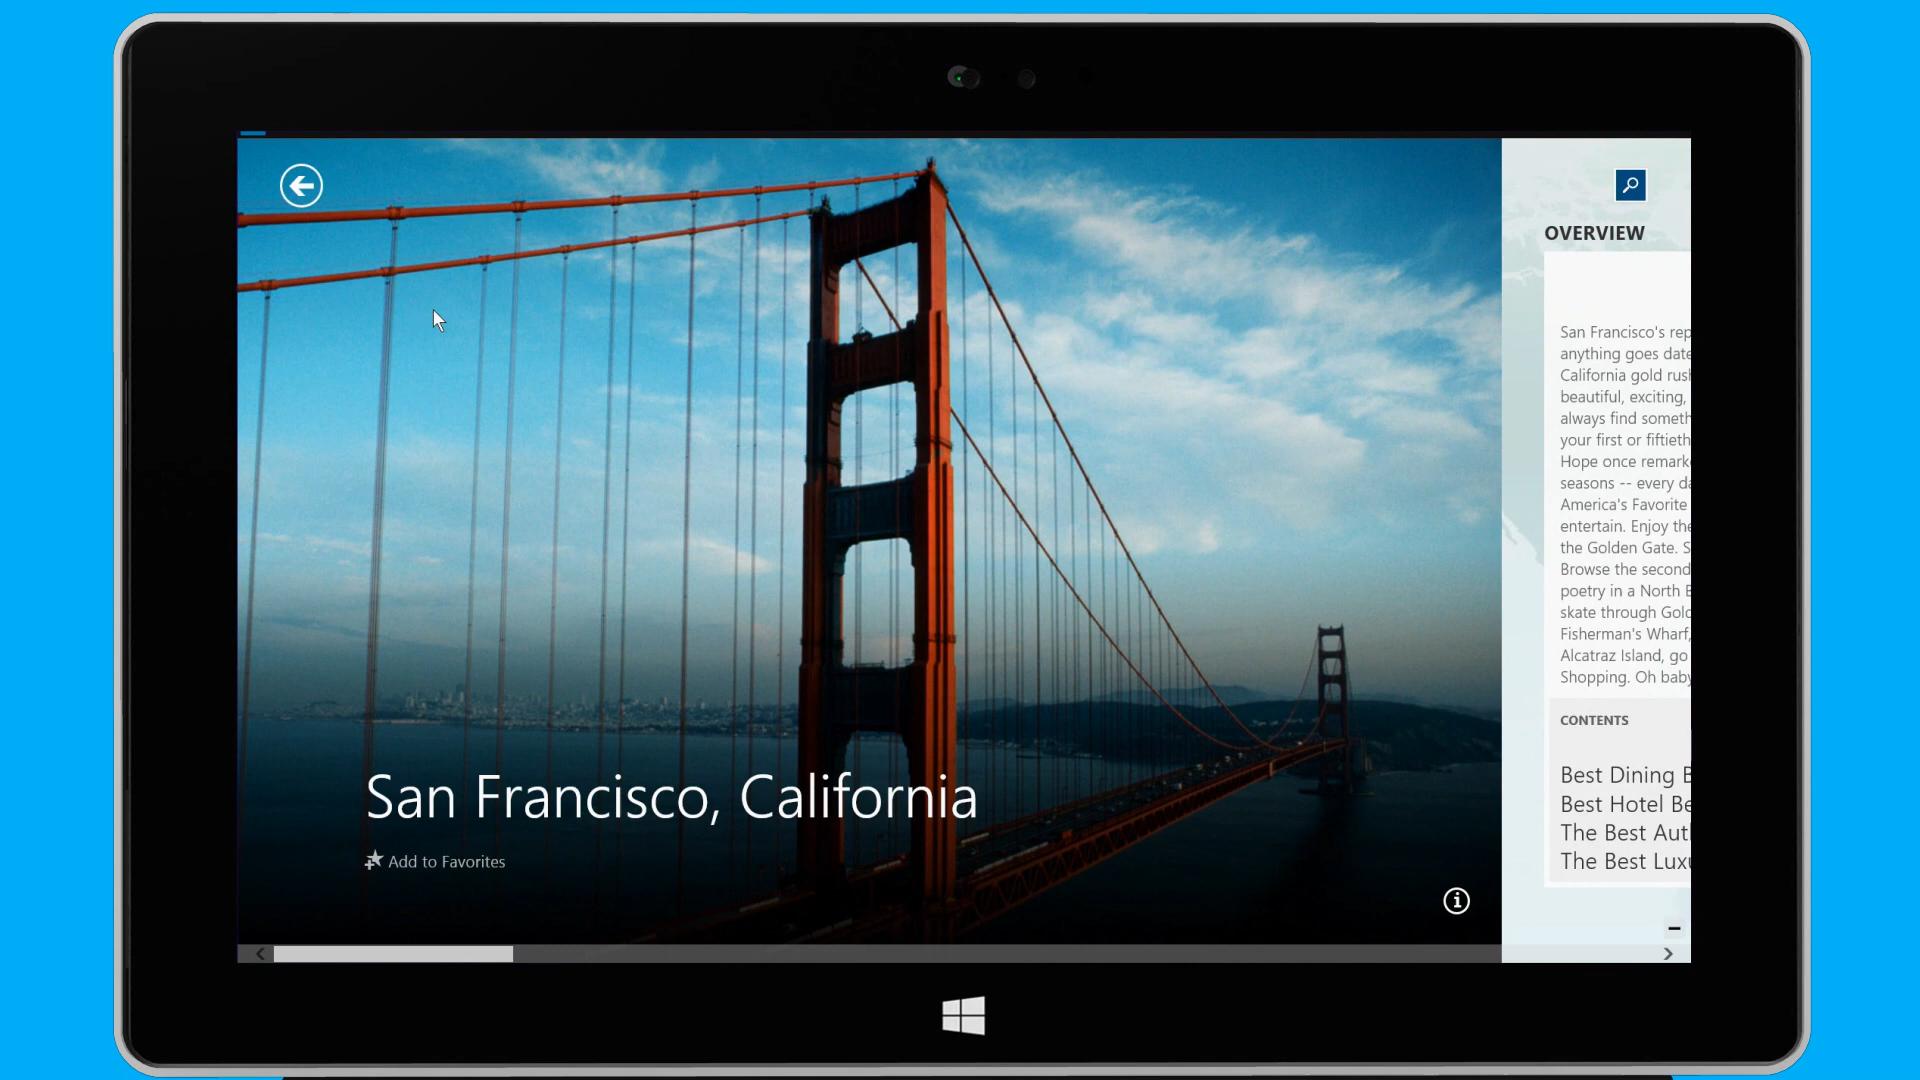 OVERVIEW
San Francisco's rep
anything goes date
California gold rus
beautiful, exciting,
always find someth
your first or fiftieth
Hope once remark
seasons -- every da
America's Favorite
entertain. Enjoy the
the Golden Gate. S
Browse the second
poetry in a North B
skate through Gold
Fisherman's Wharf,
Alcatraz Island, go
Shopping. Oh baby
CONTENTS
Best Dining B
Best Hotel Be
The Best Aut
The Best Luxu
San Francisco, California
Add to Favorites